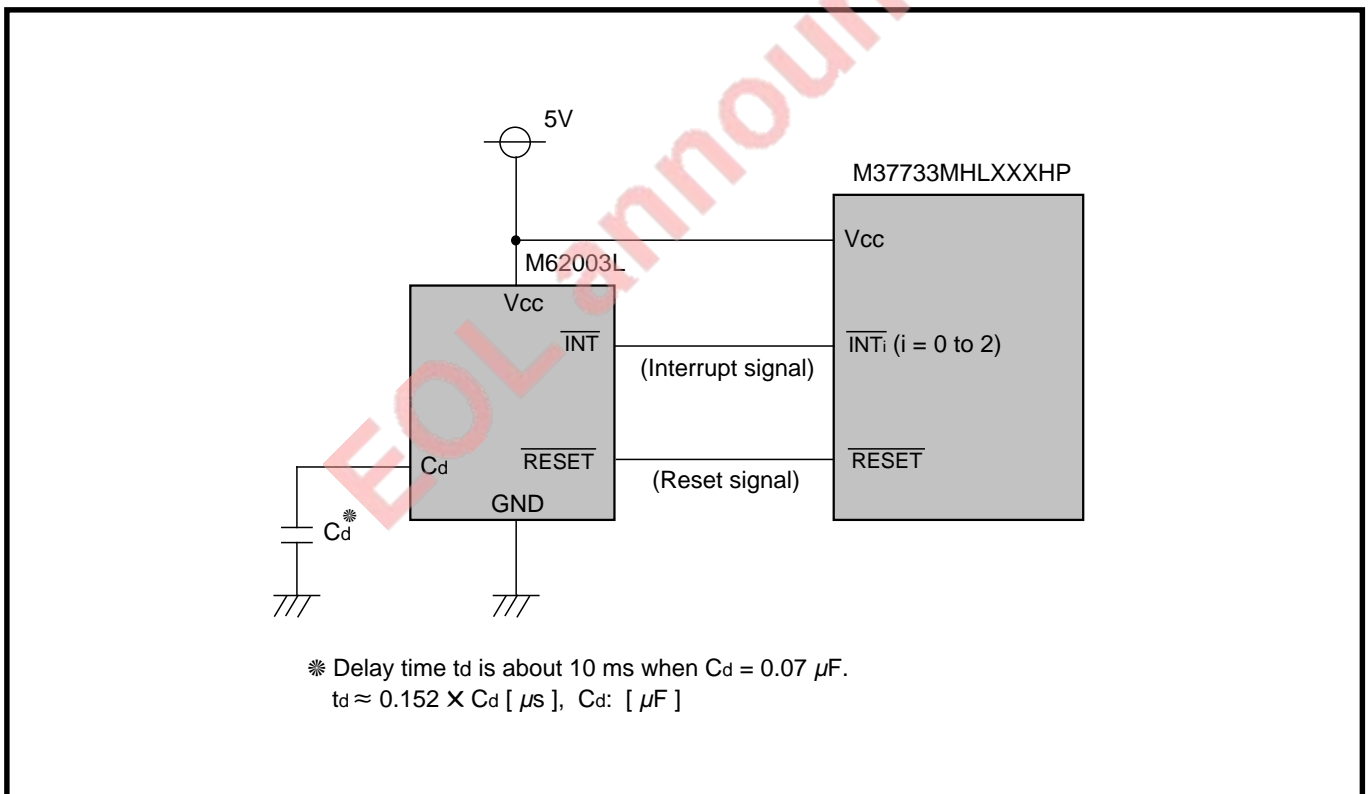 EOL announ
5V
M37733MHLXXXHP
Vcc
M62003L
Vcc
INT
(Interrupt signal)
INTi (i = 0 to 2)
Cd
RESET
(Reset signal)
RESET
GND
Cd※
※ Delay time td is about 10 ms when Cd = 0.07 µF.
td ≈ 0.152 ✕ Cd [ µs ], Cd: [ µF ]